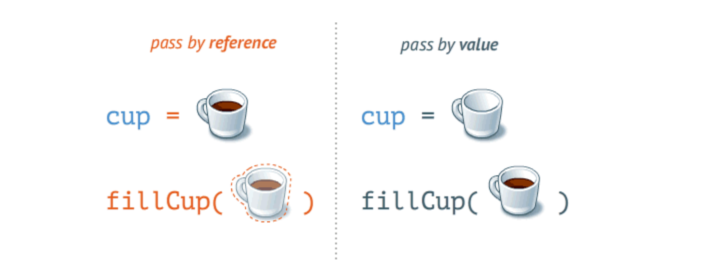 pass by reference
cup =
fillCup( )
pass by value
cup =
fillCup( )